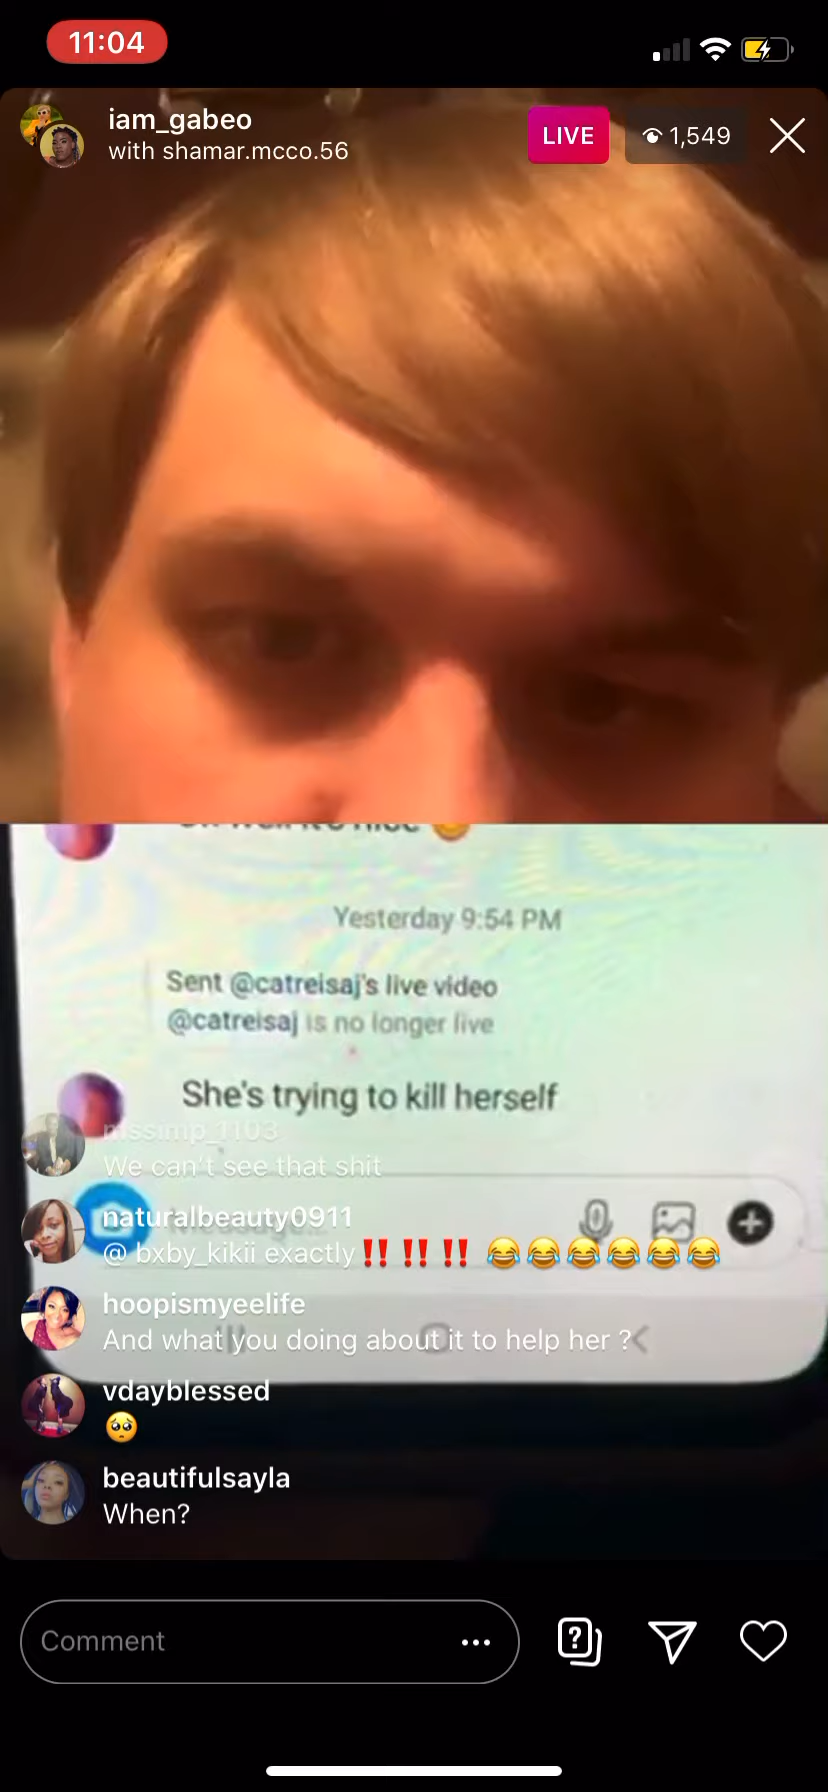 11:04
iam_gabeo
with shamar.mcco.56
LIVE
1,549
Yesterday 9:54 PM
Sent @catreisaj's live video
@catreisaj is no longer live
She's trying to kill herself
We can't see that shit
naturalbeauty0911
@ bxby_kikii exactly‼️ ‼️ ‼️ 😂😂😂😂😂😂
hoopismyeelife
And what you doing about it to help her ?
vdayblessed
🥺
beautifulsayla
When?
Comment